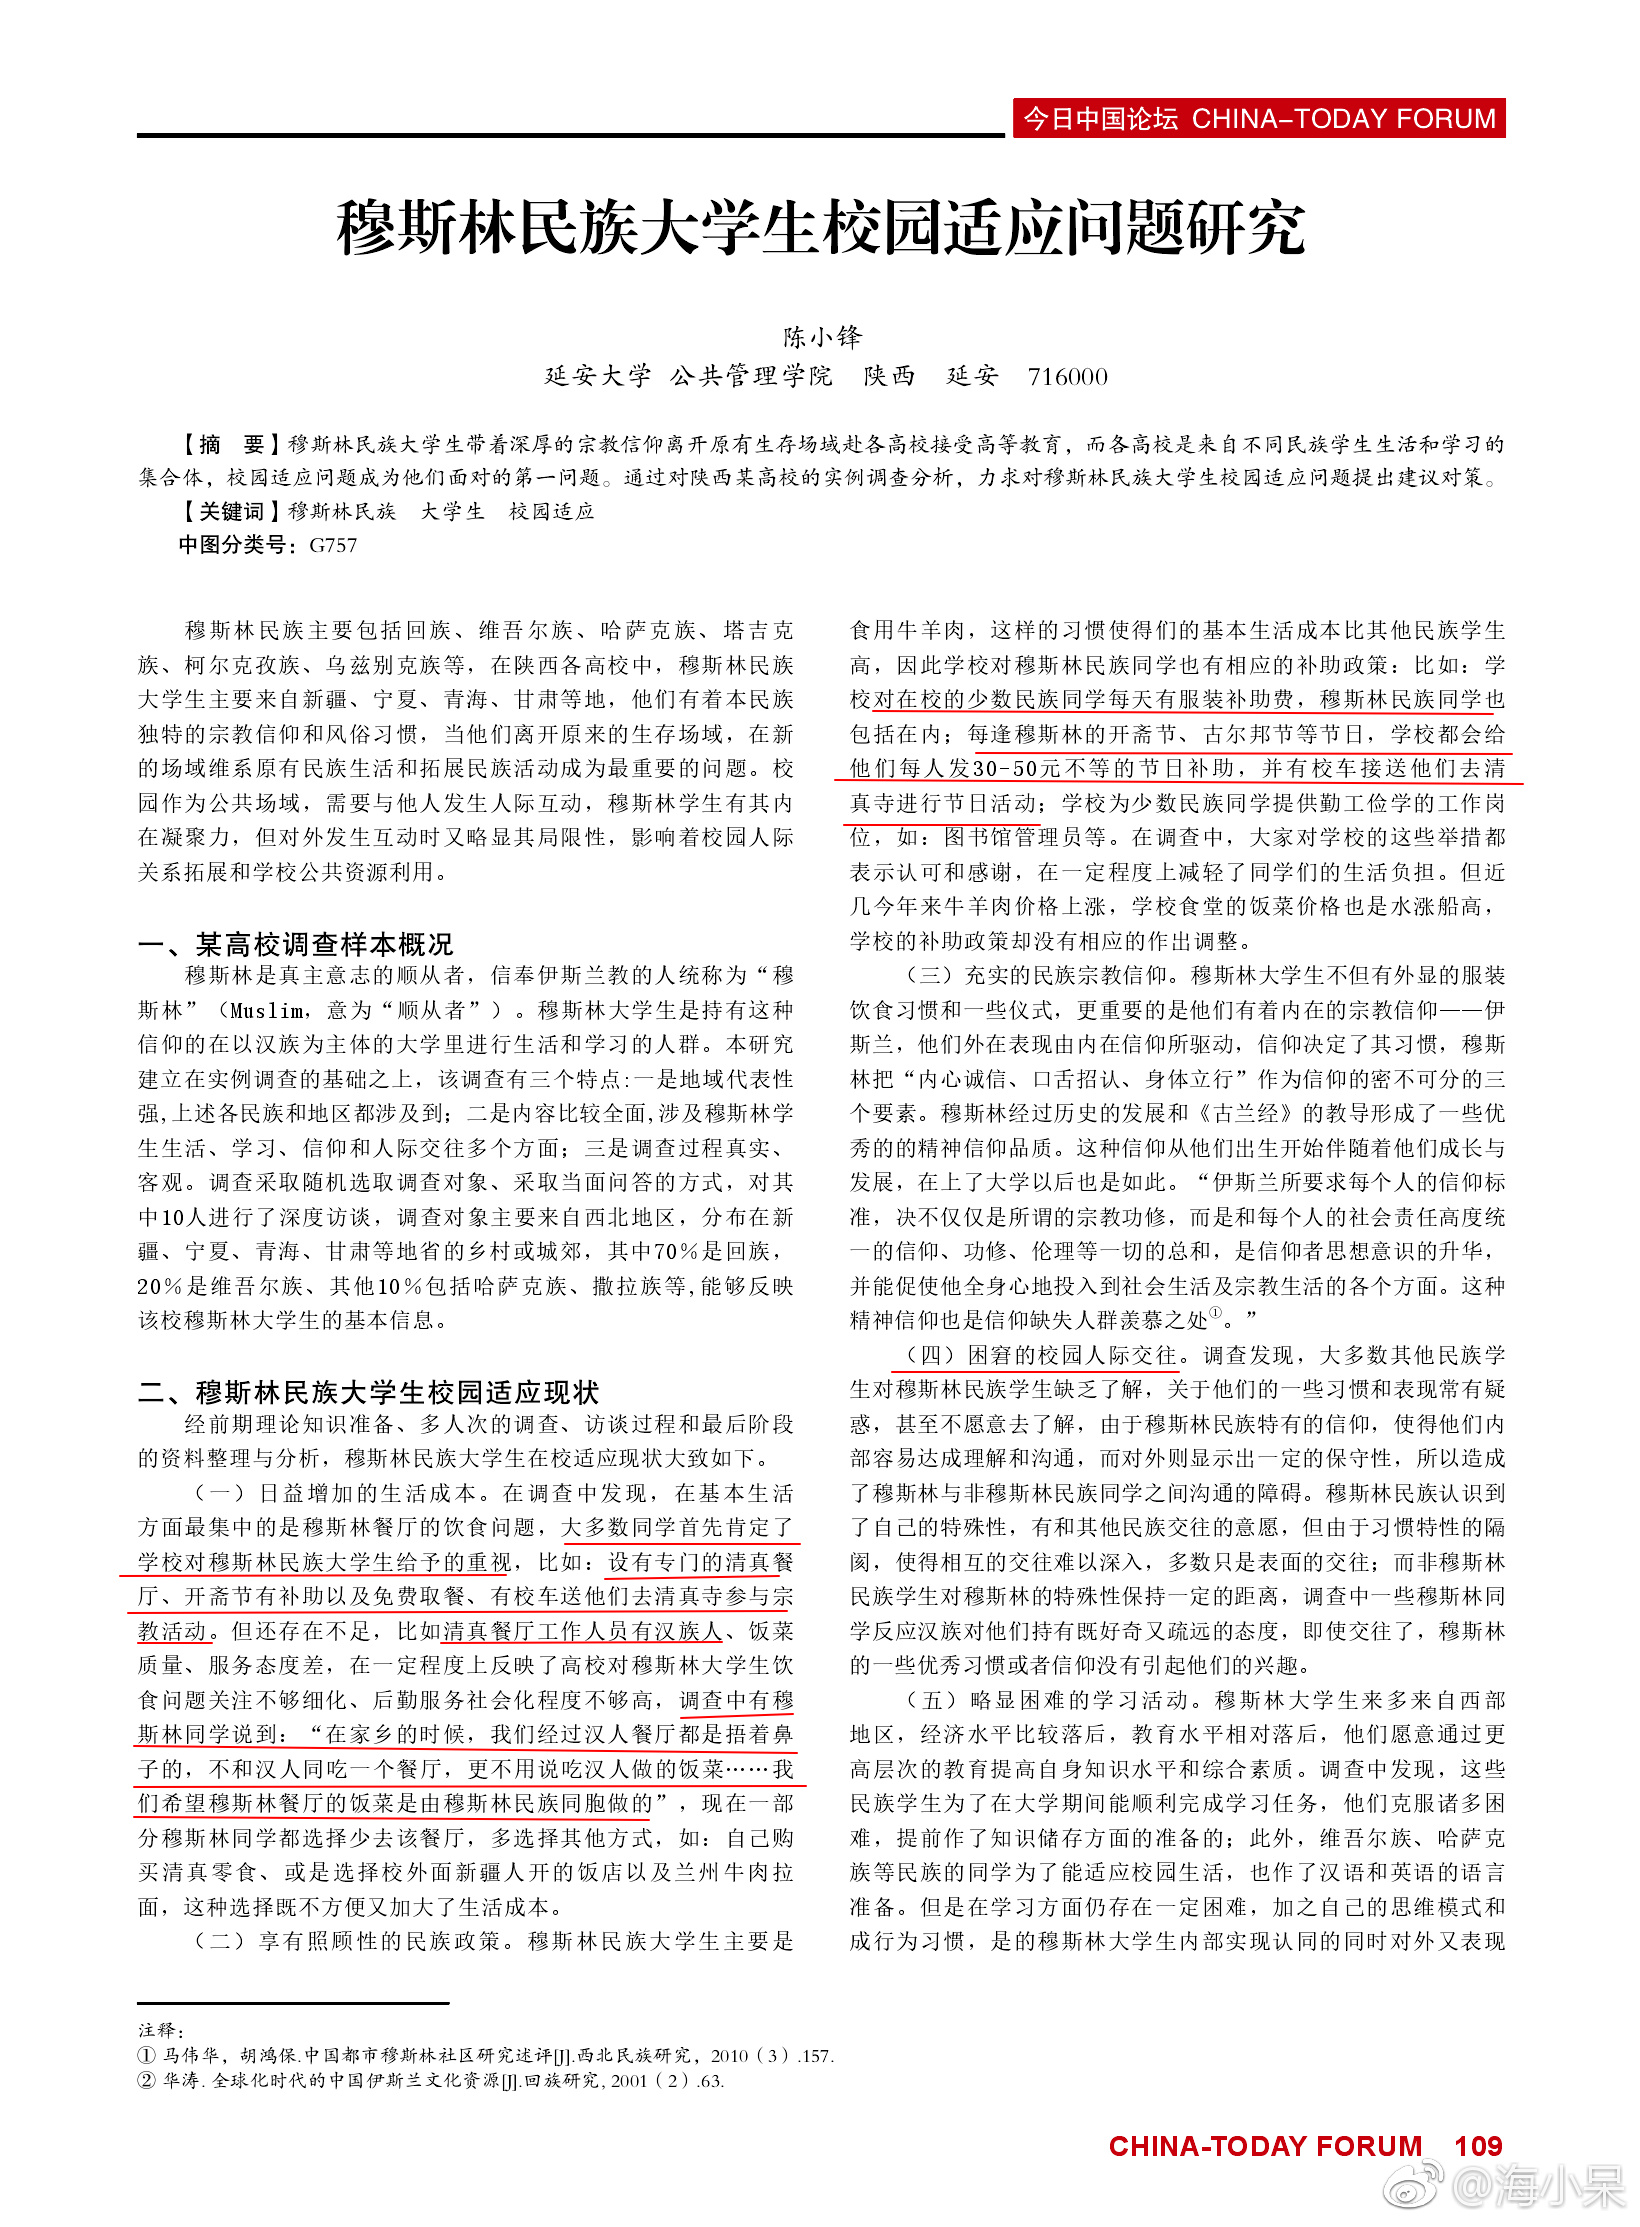 今日中国论坛 CHINA-TODAY FORUM
穆斯林民族大学生校园适应问题研究
陈小锋
延安大学 公共管理学院 陕西 延安 716000
【摘 要】穆斯林民族大学生带着深厚的宗教信仰离开原有生存场域赴各高校接受高等教育，而各高校是来自不同民族学生生活和学习的
集合体，校园适应问题成为他们面对的第一问题。通过对陕西某高校的实例调查分析，力求对穆斯林民族大学生校园适应问题提出建议对策。
【关键词】穆斯林民族 大学生 校园适应
中图分类号：G757
穆斯林民族主要包括回族、维吾尔族、哈萨克族、塔吉克
族、柯尔克孜族、乌兹别克族等，在陕西各高校中，穆斯林民族
大学生主要来自新疆、宁夏、青海、甘肃等地，他们有着本民族
独特的宗教信仰和风俗习惯，当他们离开原来的生存场域，在新
的场域维系原有民族生活和拓展民族活动成为最重要的问题。校
园作为公共场域，需要与他人发生人际互动，穆斯林学生有其内
在凝聚力，但对外发生互动时又略显其局限性，影响着校园人际
关系拓展和学校公共资源利用。
一、某高校调查样本概况
穆斯林是真主意志的顺从者，信奉伊斯兰教的人统称为“穆
斯林”（Muslim，意为“顺从者”）。穆斯林大学生是持有这种
信仰的在以汉族为主体的大学里进行生活和学习的人群。本研究
建立在实例调查的基础之上，该调查有三个特点:一是地域代表性
强,上述各民族和地区都涉及到；二是内容比较全面,涉及穆斯林学
生生活、学习、信仰和人际交往多个方面；三是调查过程真实、
客观。调查采取随机选取调查对象、采取当面问答的方式，对其
中10人进行了深度访谈，调查对象主要来自西北地区，分布在新
疆、宁夏、青海、甘肃等地省的乡村或城郊，其中70%是回族，
20%是维吾尔族、其他10%包括哈萨克族、撒拉族等,能够反映
该校穆斯林大学生的基本信息。
二、穆斯林民族大学生校园适应现状
经前期理论知识准备、多人次的调查、访谈过程和最后阶段
的资料整理与分析，穆斯林民族大学生在校适应现状大致如下。
（一）日益增加的生活成本。在调查中发现，在基本生活
方面最集中的是穆斯林餐厅的饮食问题，大多数同学首先肯定了
学校对穆斯林民族大学生给予的重视，比如：设有专门的清真餐
厅、开斋节有补助以及免费取餐、有校车送他们去清真寺参与宗
教活动。但还存在不足，比如清真餐厅工作人员有汉族人、饭菜
质量、服务态度差，在一定程度上反映了高校对穆斯林大学生饮
食问题关注不够细化、后勤服务社会化程度不够高，调查中有穆
斯林同学说到：“在家乡的时候，我们经过汉人餐厅都是捂着鼻
子的，不和汉人同吃一个餐厅，更不用说吃汉人做的饭菜……我
们希望穆斯林餐厅的饭菜是由穆斯林民族同胞做的”，现在一部
分穆斯林同学都选择少去该餐厅，多选择其他方式，如：自己购
买清真零食、或是选择校外面新疆人开的饭店以及兰州牛肉拉
面，这种选择既不方便又加大了生活成本。
（二）享有照顾性的民族政策。穆斯林民族大学生主要是
食用牛羊肉，这样的习惯使得们的基本生活成本比其他民族学生
高，因此学校对穆斯林民族同学也有相应的补助政策：比如：学
校对在校的少数民族同学每天有服装补助费，穆斯林民族同学也
包括在内；每逢穆斯林的开斋节、古尔邦节等节日，学校都会给
他们每人发30-50元不等的节日补助，并有校车接送他们去清
真寺进行节日活动；学校为少数民族同学提供勤工俭学的工作岗
位，如：图书馆管理员等。在调查中，大家对学校的这些举措都
表示认可和感谢，在一定程度上减轻了同学们的生活负担。但近
几今年来牛羊肉价格上涨，学校食堂的饭菜价格也是水涨船高，
学校的补助政策却没有相应的作出调整。
（三）充实的民族宗教信仰。穆斯林大学生不但有外显的服装
饮食习惯和一些仪式，更重要的是他们有着内在的宗教信仰——伊
斯兰，他们外在表现由内在信仰所驱动，信仰决定了其习惯，穆斯
林把“内心诚信、口舌招认、身体立行”作为信仰的密不可分的三
个要素。穆斯林经过历史的发展和《古兰经》的教导形成了一些优
秀的的精神信仰品质。这种信仰从他们出生开始伴随着他们成长与
发展，在上了大学以后也是如此。“伊斯兰所要求每个人的信仰标
准，决不仅仅是所谓的宗教功修，而是和每个人的社会责任高度统
一的信仰、功修、伦理等一切的总和，是信仰者思想意识的升华，
并能促使他全身心地投入到社会生活及宗教生活的各个方面。这种
精神信仰也是信仰缺失人群羡慕之处①。”
（四）困窘的校园人际交往。调查发现，大多数其他民族学
生对穆斯林民族学生缺乏了解，关于他们的一些习惯和表现常有疑
惑，甚至不愿意去了解，由于穆斯林民族特有的信仰，使得他们内
部容易达成理解和沟通，而对外则显示出一定的保守性，所以造成
了穆斯林与非穆斯林民族同学之间沟通的障碍。穆斯林民族认识到
了自己的特殊性，有和其他民族交往的意愿，但由于习惯特性的隔
阂，使得相互的交往难以深入，多数只是表面的交往；而非穆斯林
民族学生对穆斯林的特殊性保持一定的距离，调查中一些穆斯林同
学反应汉族对他们持有既好奇又疏远的态度，即使交往了，穆斯林
的一些优秀习惯或者信仰没有引起他们的兴趣。
（五）略显困难的学习活动。穆斯林大学生来多来自西部
地区，经济水平比较落后，教育水平相对落后，他们愿意通过更
高层次的教育提高自身知识水平和综合素质。调查中发现，这些
民族学生为了在大学期间能顺利完成学习任务，他们克服诸多困
难，提前作了知识储存方面的准备的；此外，维吾尔族、哈萨克
族等民族的同学为了能适应校园生活，也作了汉语和英语的语言
准备。但是在学习方面仍存在一定困难，加之自己的思维模式和
成行为习惯，是的穆斯林大学生内部实现认同的同时对外又表现
注释：
① 马伟华，胡鸿保.中国都市穆斯林社区研究述评[J].西北民族研究，2010（3）.157.
② 华涛. 全球化时代的中国伊斯兰文化资源[J].回族研究, 2001（2）.63.
CHINA-TODAY FORUM 109
@海小呆